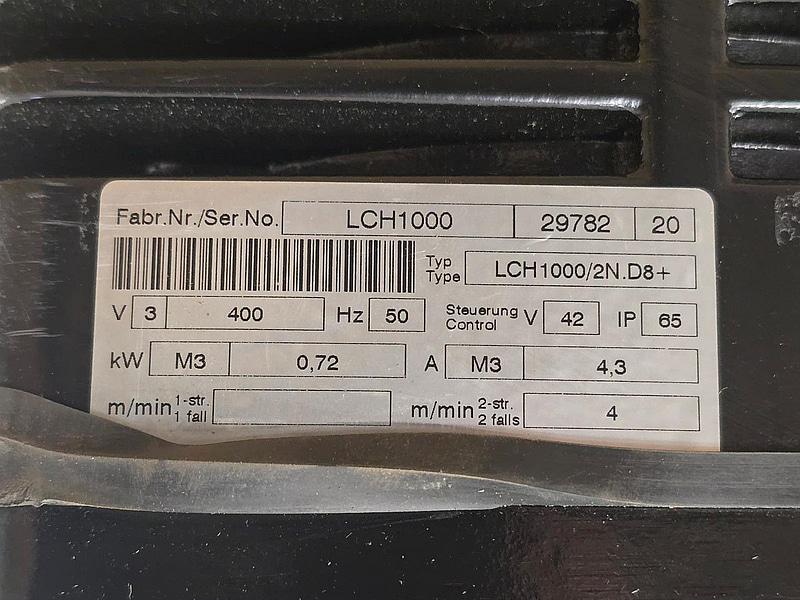 Fabr.Nr./Ser.No. LCH1000 29782 20
Typ
Type LCH1000/2N.D8+
V 3 400 Hz 50 Steuerung
Control V 42 IP 65
kW M3 0,72 A M3 4,3
m/min 1-str.
1 fall
m/min 2-str.
2 falls 4